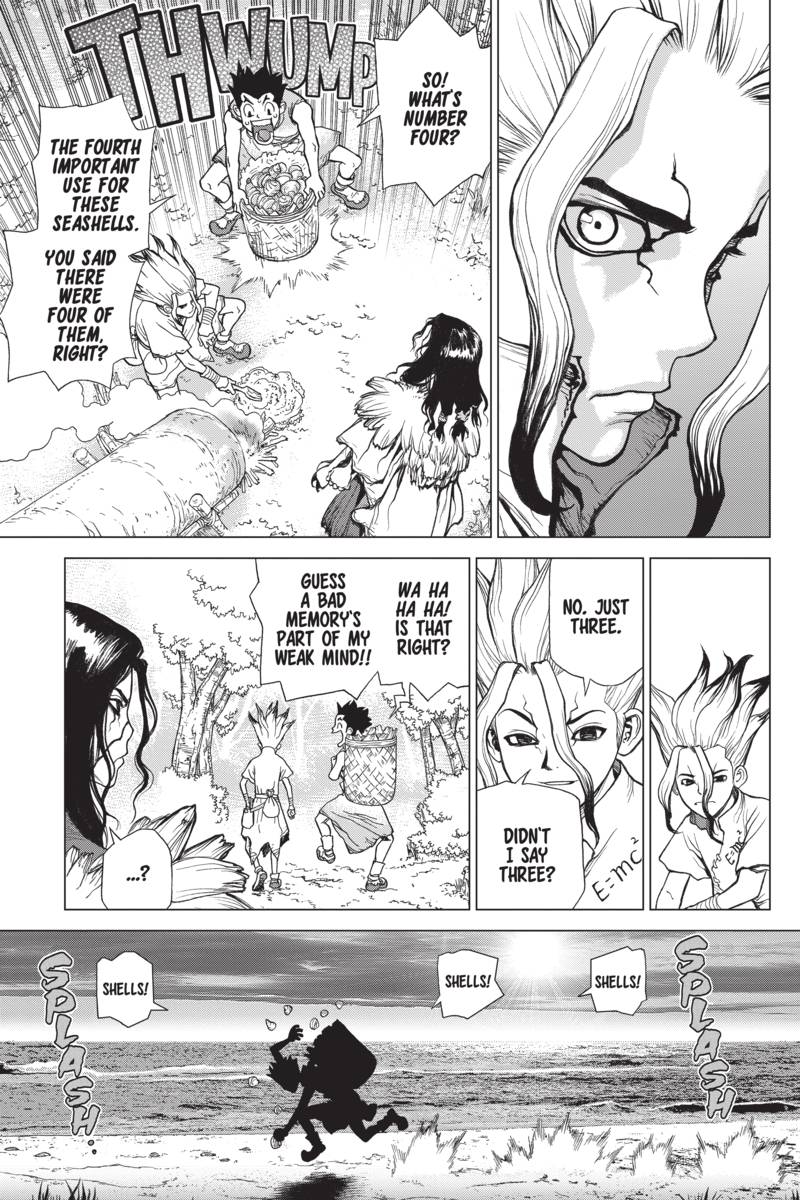 SO!
WHAT'S
NUMBER
FOUR?
THWUMP
THE FOURTH
IMPORTANT
USE FOR
THESE
SEASHELLS.
YOU SAID
THERE
WERE
FOUR OF
THEM,
RIGHT?
NO. JUST
THREE.
DIDN'T
I SAY
THREE?
E=mc²
E=mc²
WA HA
HA HA!
IS THAT
RIGHT?
GUESS
A BAD
MEMORY'S
PART OF MY
WEAK MIND!!
...?
SPLASH
SHELLS!
SHELLS!
SHELLS!
SPLASH